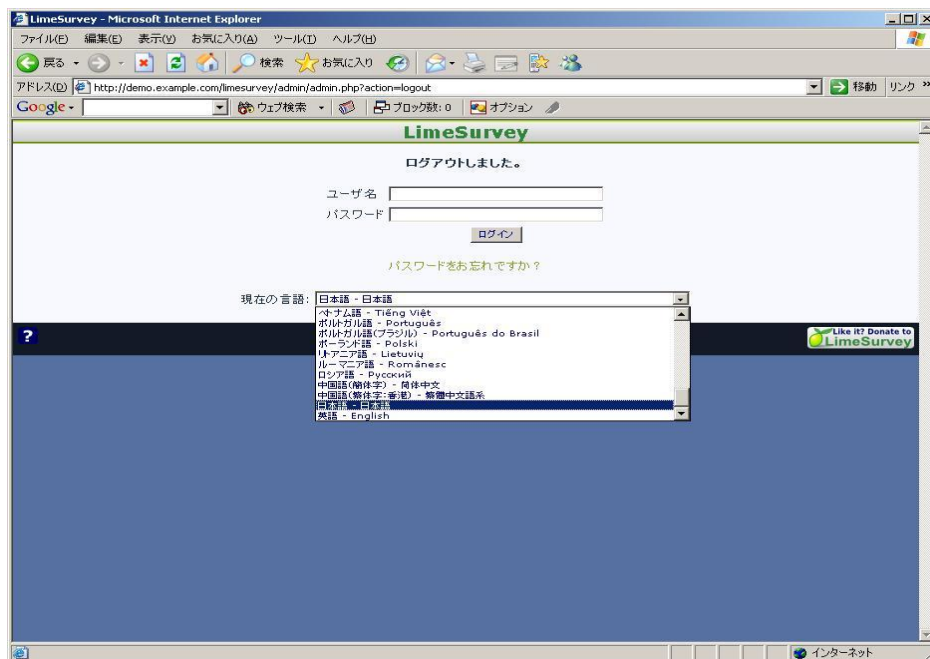 LimeSurvey - Microsoft Internet Explorer
ファイル(F) 編集(E) 表示(V) お気に入り(A) ツール(T) ヘルプ(H)
戻る 検索 お気に入り
アドレス(D) http://demo.example.com/limesurvey/admin/admin.php?action=logout 移動 リンク »
Google ウェブ検索 ブロック数: 0 オプション
LimeSurvey
ログアウトしました。
ユーザ名
パスワード
ログイン
パスワードをお忘れですか？
現在の言語: 日本語 - 日本語
ベトナム語 - Tiếng Việt
ポルトガル語 - Português
ポルトガル語(ブラジル) - Português do Brasil
ポーランド語 - Polski
リトアニア語 - Lietuvių
ルーマニア語 - Românesc
ロシア語 - Русский
中国語(簡体字) - 简体中文
中国語(繁体字;香港) - 繁體中文語系
日本語 - 日本語
英語 - English
?
Like it? Donate to
LimeSurvey
インターネット